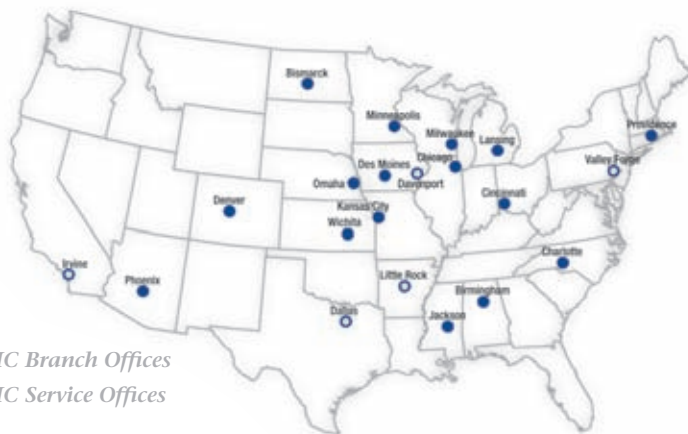 Bismarck
Minneapolis
Milwaukee
Lansing
Providence
Des Moines
Chicago
Valley Forge
Omaha
Davenport
Cincinnati
Denver
Kansas City
Wichita
Charlotte
Irvine
Phoenix
Little Rock
Birmingham
Dallas
Jackson
IC Branch Offices
IC Service Offices